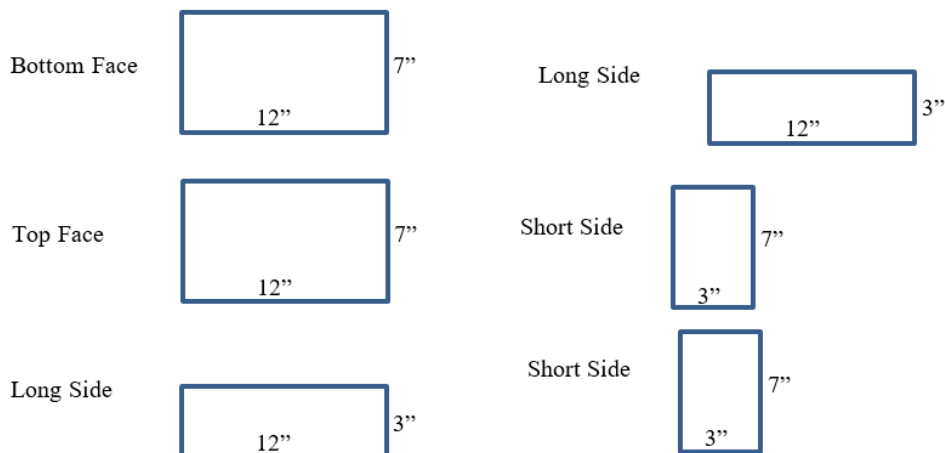 Bottom Face
7”
12”
Top Face
7”
12”
Long Side
3”
12”
Long Side
3”
12”
Short Side
7”
3”
Short Side
7”
3”